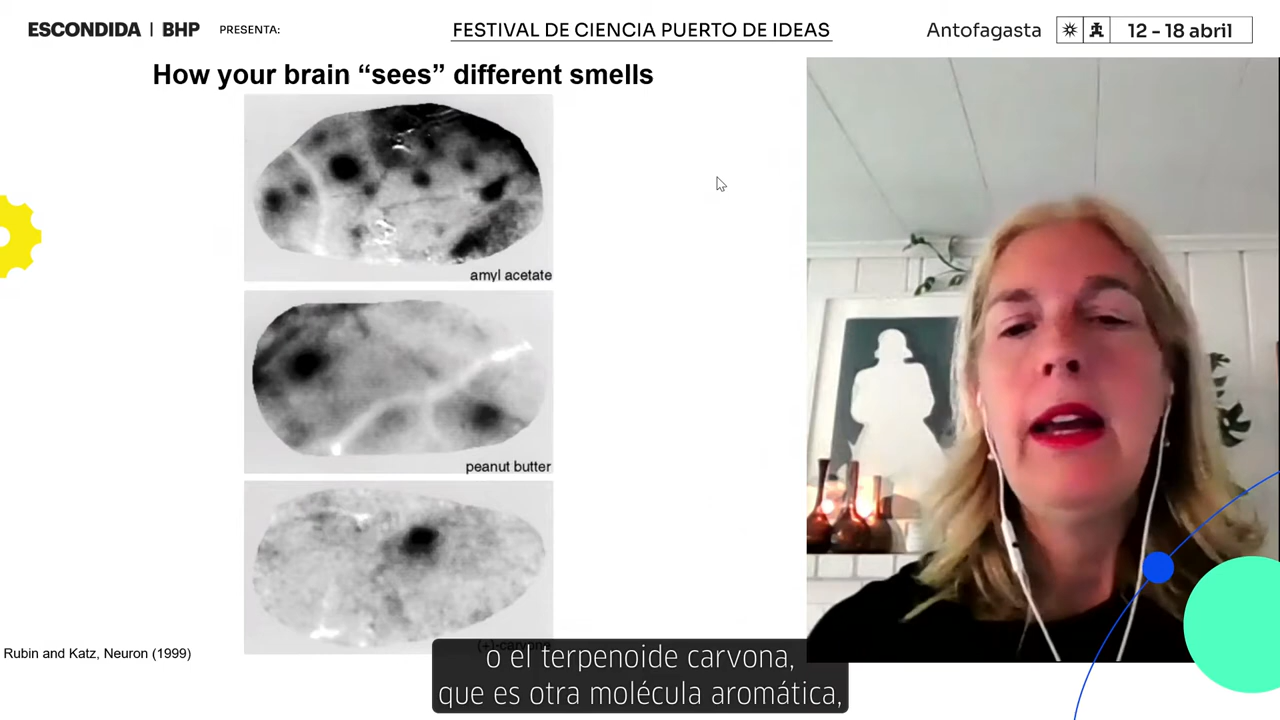 ESCONDIDA | BHP PRESENTA:
FESTIVAL DE CIENCIA PUERTO DE IDEAS
Antofagasta 12 – 18 abril
How your brain “sees” different smells
amyl acetate
peanut butter
(+)-carvone
Rubin and Katz, Neuron (1999)
o el terpenoide carvona,
que es otra molécula aromática,